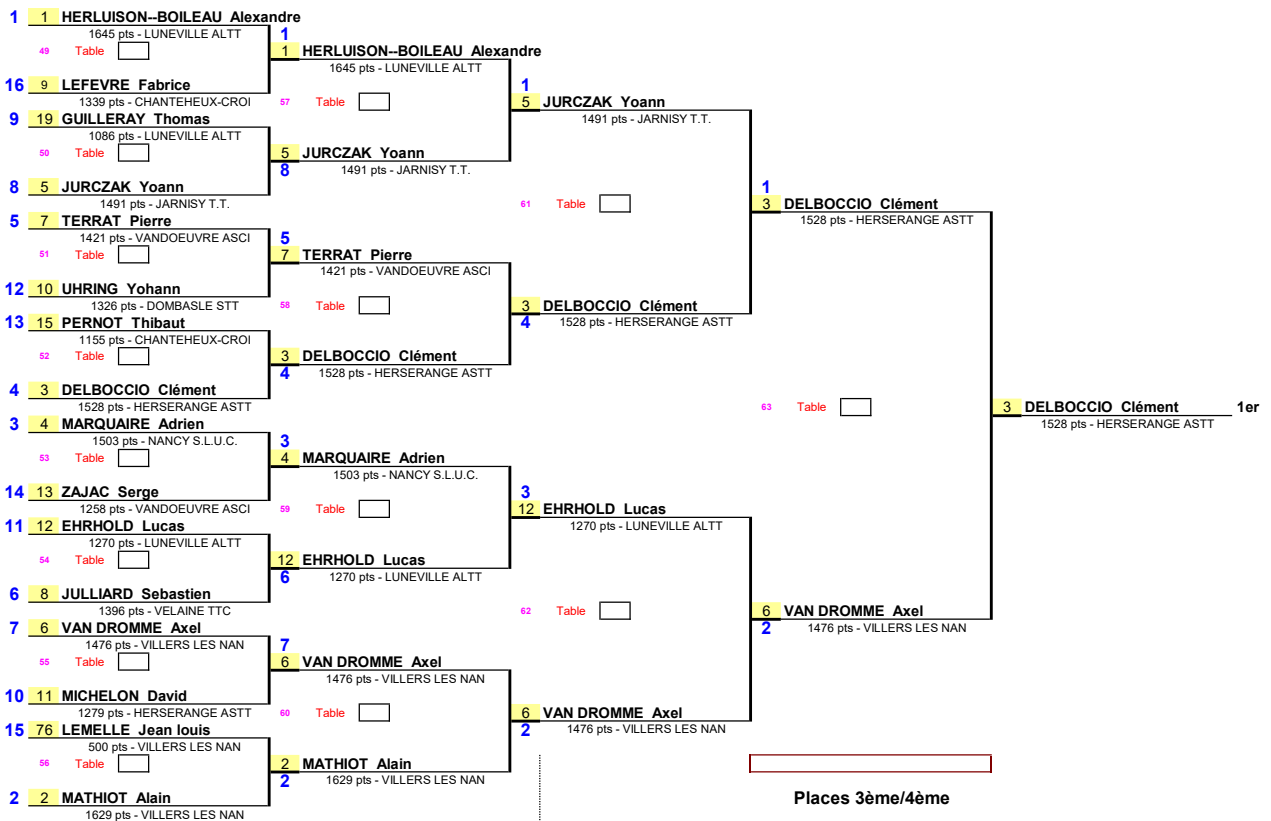 1 1 HERLUISON--BOILEAU Alexandre
1645 pts - LUNEVILLE ALTT
49 Table
16 9 LEFEVRE Fabrice
1339 pts - CHANTEHEUX-CROI
9 19 GUILLERAY Thomas
1086 pts - LUNEVILLE ALTT
50 Table
8 5 JURCZAK Yoann
1491 pts - JARNISY T.T.
5 7 TERRAT Pierre
1421 pts - VANDOEUVRE ASCI
51 Table
12 10 UHRING Yohann
1326 pts - DOMBASLE STT
13 15 PERNOT Thibaut
1155 pts - CHANTEHEUX-CROI
52 Table
4 3 DELBOCCIO Clément
1528 pts - HERSERANGE ASTT
3 4 MARQUAIRE Adrien
1503 pts - NANCY S.L.U.C.
53 Table
14 13 ZAJAC Serge
1258 pts - VANDOEUVRE ASCI
11 12 EHRHOLD Lucas
1270 pts - LUNEVILLE ALTT
54 Table
6 8 JULLIARD Sebastien
1396 pts - VELAINE TTC
7 6 VAN DROMME Axel
1476 pts - VILLERS LES NAN
55 Table
10 11 MICHELON David
1279 pts - HERSERANGE ASTT
15 76 LEMELLE Jean louis
500 pts - VILLERS LES NAN
56 Table
2 2 MATHIOT Alain
1629 pts - VILLERS LES NAN
1
1 HERLUISON--BOILEAU Alexandre
1645 pts - LUNEVILLE ALTT
57 Table
5 JURCZAK Yoann
8
1491 pts - JARNISY T.T.
5
7 TERRAT Pierre
1421 pts - VANDOEUVRE ASCI
58 Table
3 DELBOCCIO Clément
4
1528 pts - HERSERANGE ASTT
3
4 MARQUAIRE Adrien
1503 pts - NANCY S.L.U.C.
59 Table
12 EHRHOLD Lucas
6
1270 pts - LUNEVILLE ALTT
7
6 VAN DROMME Axel
1476 pts - VILLERS LES NAN
60 Table
2 MATHIOT Alain
2
1629 pts - VILLERS LES NAN
1
5 JURCZAK Yoann
1491 pts - JARNISY T.T.
61 Table
3 DELBOCCIO Clément
4
1528 pts - HERSERANGE ASTT
3
12 EHRHOLD Lucas
1270 pts - LUNEVILLE ALTT
62 Table
6 VAN DROMME Axel
2
1476 pts - VILLERS LES NAN
1
3 DELBOCCIO Clément
1528 pts - HERSERANGE ASTT
63 Table
6 VAN DROMME Axel
2
1476 pts - VILLERS LES NAN
3 DELBOCCIO Clément 1er
1528 pts - HERSERANGE ASTT
Places 3ème/4ème